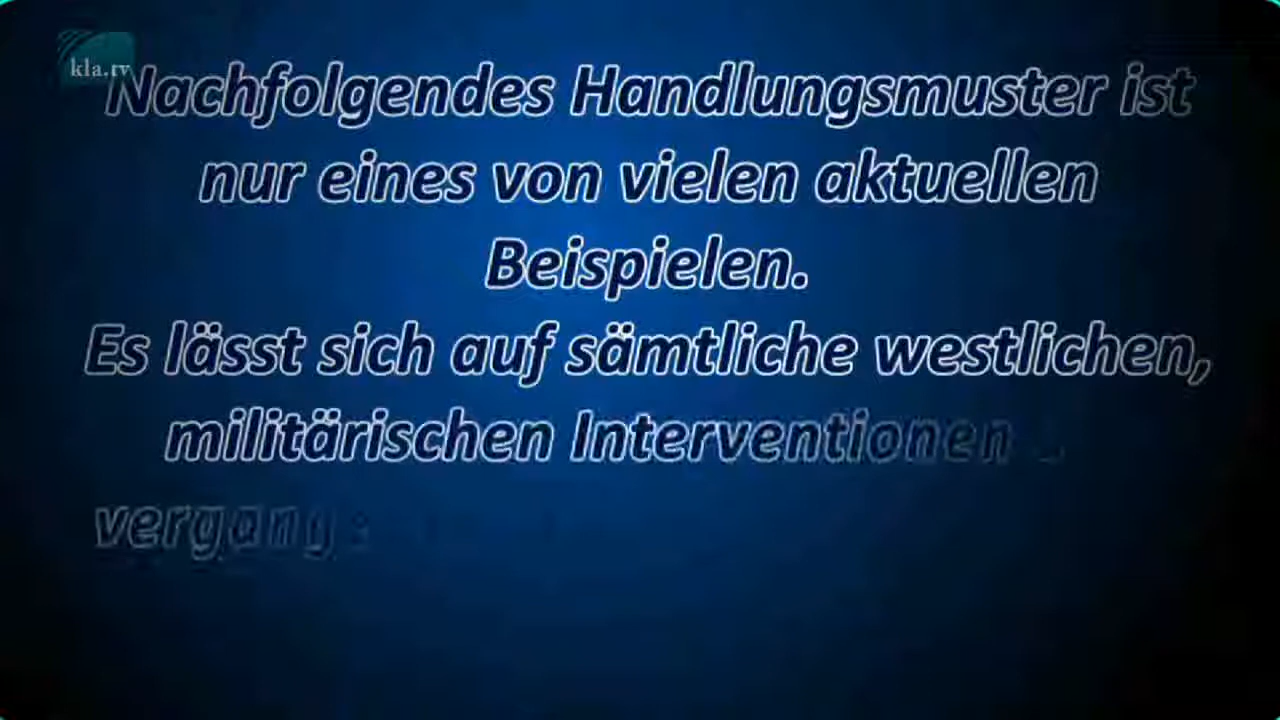 kla.tv
Nachfolgendes Handlungsmuster ist
nur eines von vielen aktuellen
Beispielen.
Es lässt sich auf sämtliche westlichen,
militärischen Interventionen